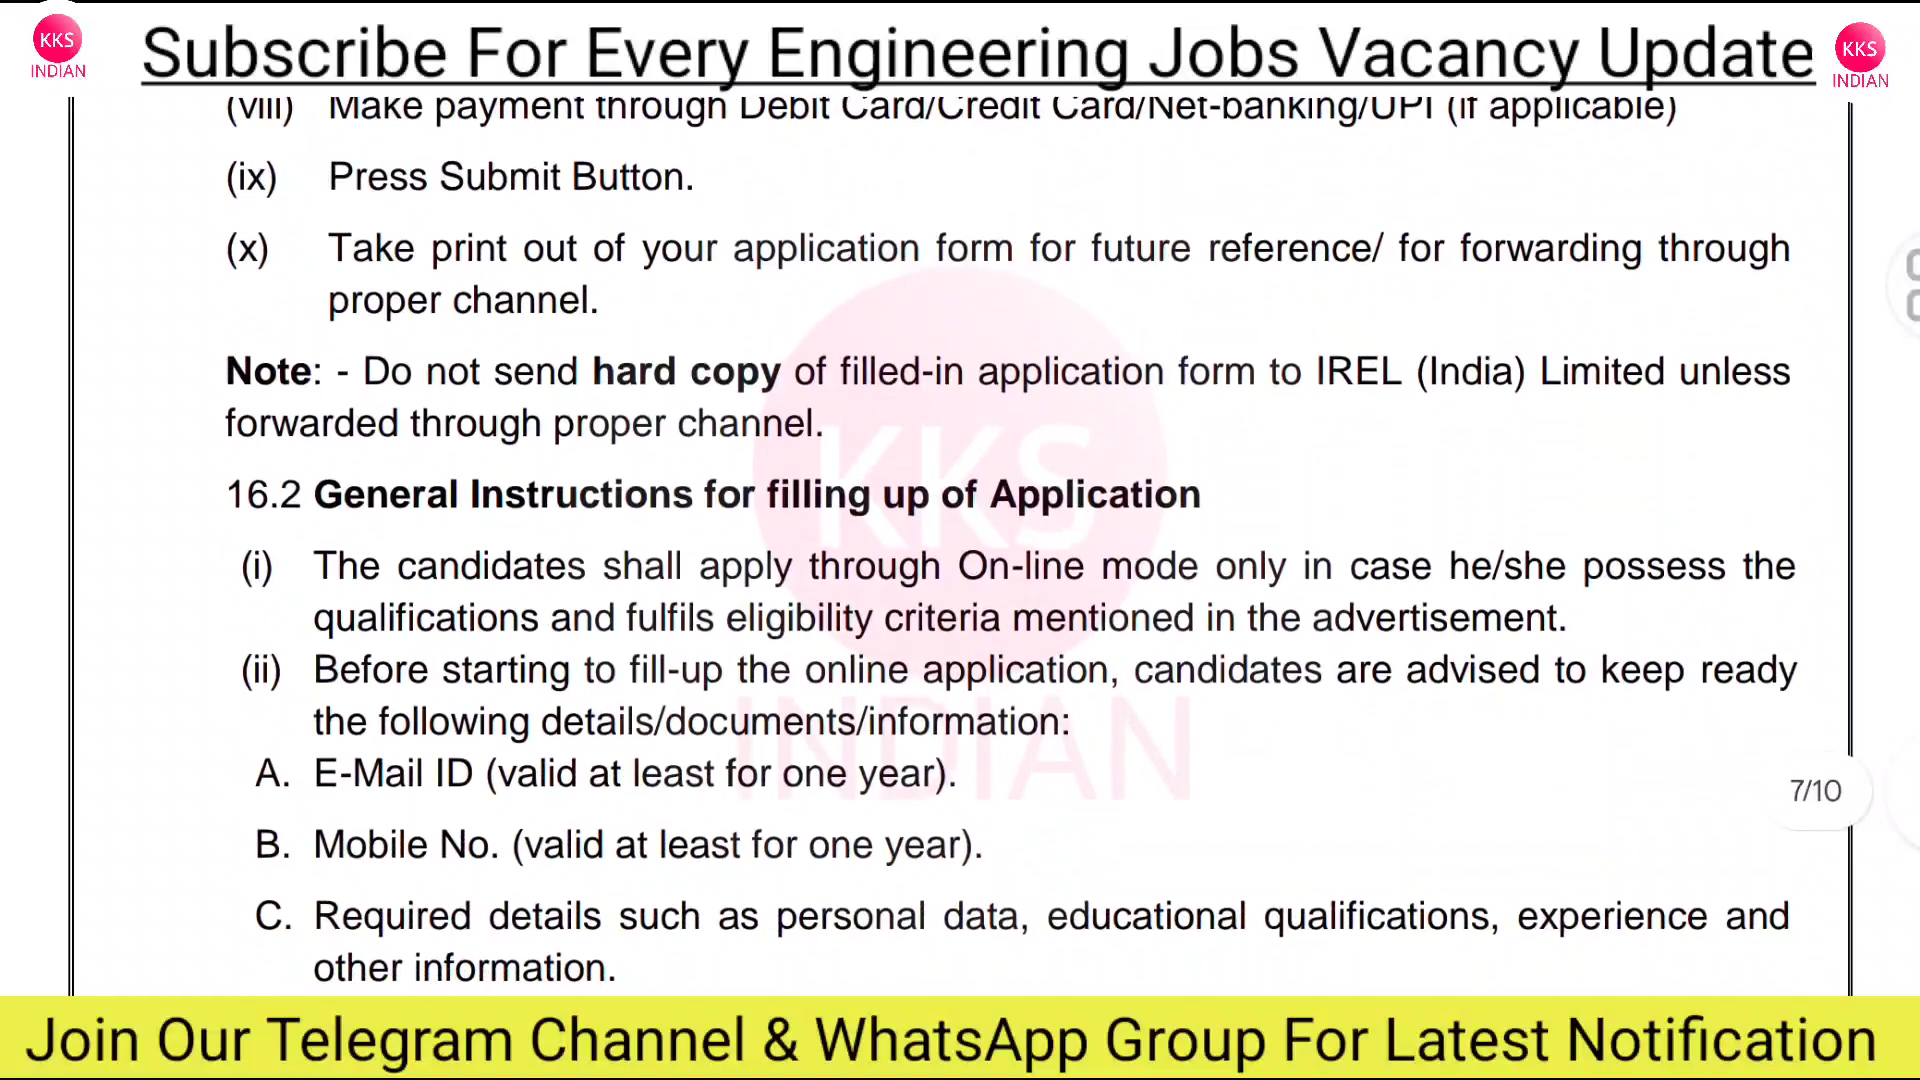 KKS
INDIAN
Subscribe For Every Engineering Jobs Vacancy Update
KKS
INDIAN
(viii) Make payment through Debit Card/Credit Card/Net-banking/UPI (if applicable)
(ix) Press Submit Button.
(x) Take print out of your application form for future reference/ for forwarding through
proper channel.
Note: - Do not send hard copy of filled-in application form to IREL (India) Limited unless
forwarded through proper channel.
KKS
INDIAN
16.2 General Instructions for filling up of Application
(i) The candidates shall apply through On-line mode only in case he/she possess the
qualifications and fulfils eligibility criteria mentioned in the advertisement.
(ii) Before starting to fill-up the online application, candidates are advised to keep ready
the following details/documents/information:
A. E-Mail ID (valid at least for one year).
7/10
B. Mobile No. (valid at least for one year).
C. Required details such as personal data, educational qualifications, experience and
other information.
Join Our Telegram Channel & WhatsApp Group For Latest Notification